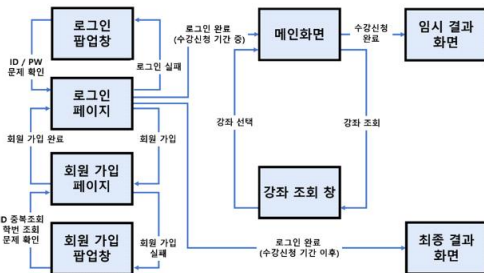 로그인
팝업창
로그인 완료
(수강신청 기간 중)
메인화면
수강신청
완료
임시 결과
화면
ID / PW
문제 확인
로그인 실패
로그인
페이지
회원 가입 완료
회원 가입
강좌 선택
강좌 조회
회원 가입
페이지
강좌 조회 창
D 중복조회
학번 조회
문제 확인
회원 가입
팝업창
회원 가입
실패
로그인 완료
(수강신청 기간 이후)
최종 결과
화면